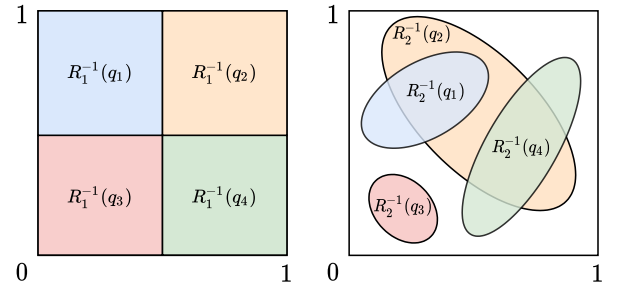 1
$R_1^{-1}(q_1)$
$R_1^{-1}(q_2)$
$R_1^{-1}(q_3)$
$R_1^{-1}(q_4)$
0
1
1
$R_2^{-1}(q_2)$
$R_2^{-1}(q_1)$
$R_2^{-1}(q_4)$
$R_2^{-1}(q_3)$
0
1